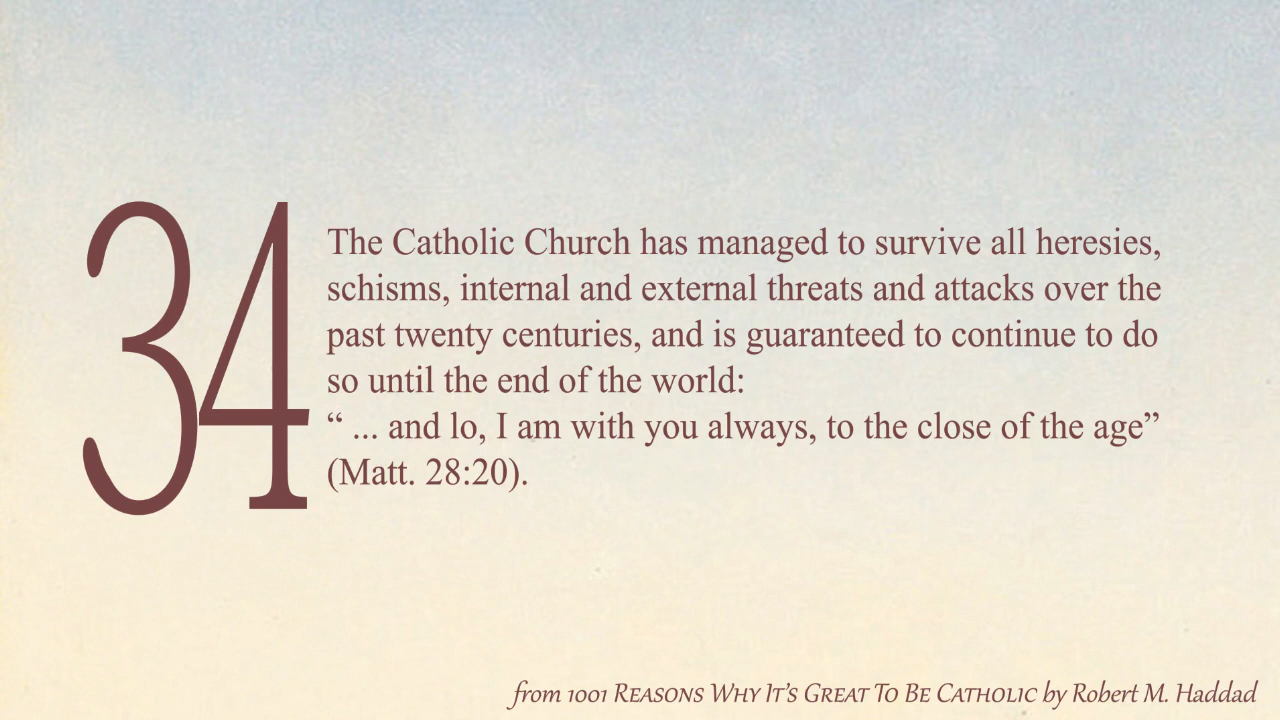 34
The Catholic Church has managed to survive all heresies,
schisms, internal and external threats and attacks over the
past twenty centuries, and is guaranteed to continue to do
so until the end of the world:
“ ... and lo, I am with you always, to the close of the age”
(Matt. 28:20).
from 1001 Reasons Why It’s Great To Be Catholic by Robert M. Haddad